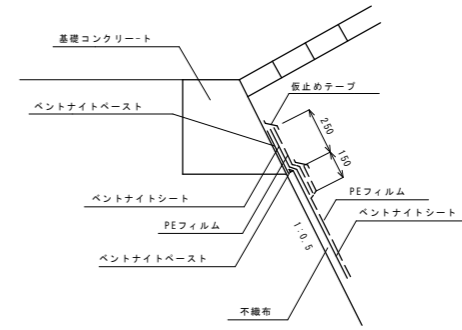 基礎コンクリート
ベントナイトペースト
仮止めテープ
250
150
ベントナイトシート
PEフィルム
PEフィルム
ベントナイトシート
ベントナイトペースト
1:0.5
不織布